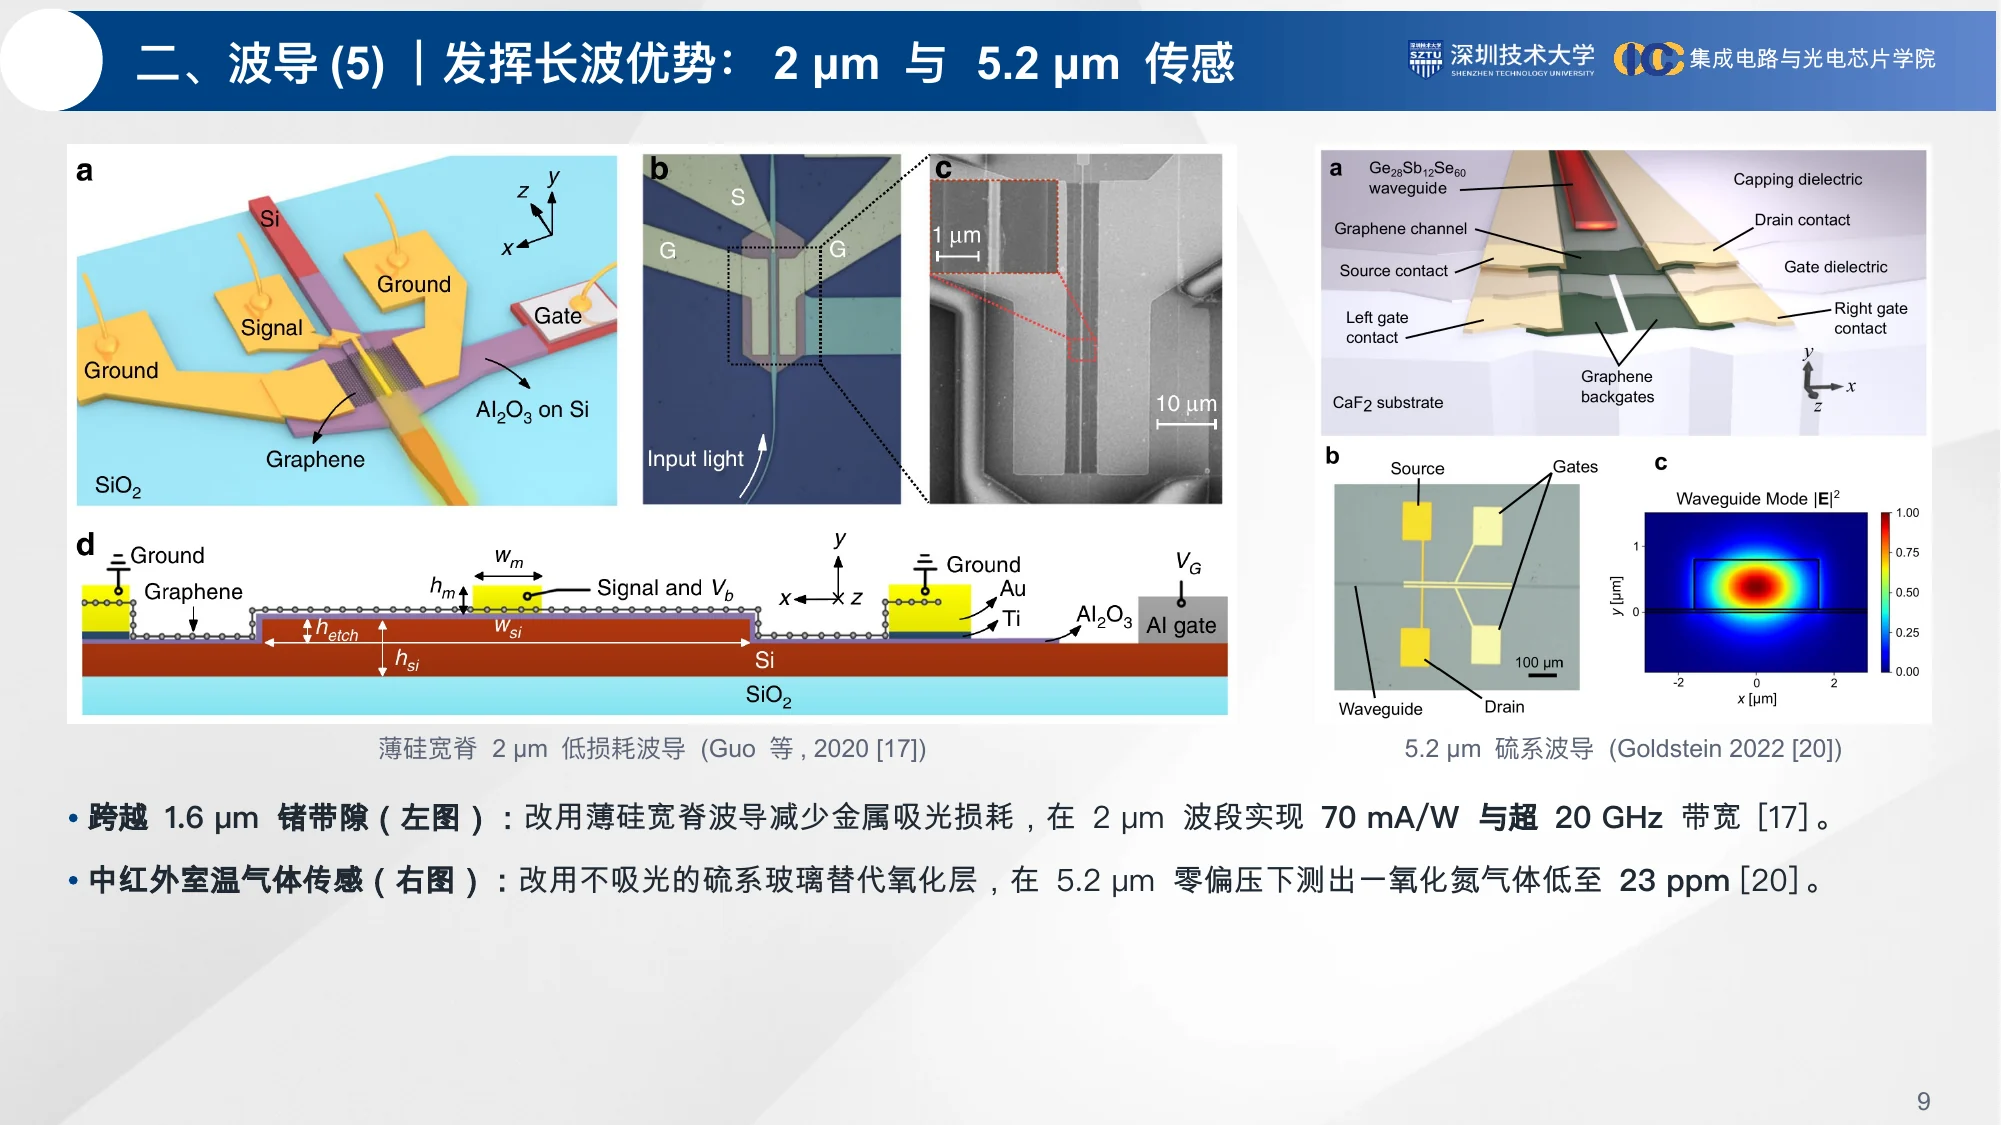 二、波导 (5) ｜发挥长波优势： 2 µm 与 5.2 µm 传感
SZTU
深圳技术大学
SHENZHEN TECHNOLOGY UNIVERSITY
ICC
集成电路与光电芯片学院
a
Si
z
y
x
Ground
Signal
Gate
Ground
Al2O3 on Si
Graphene
SiO2
b
S
G
G
Input light
c
1 µm
10 µm
d
Ground
Graphene
wm
hm
Signal and Vb
y
x
z
Ground
Au
Ti
Al2O3
VG
Al gate
hetch
wsi
hsi
Si
SiO2
a
Ge28Sb12Se60
waveguide
Capping dielectric
Graphene channel
Drain contact
Source contact
Gate dielectric
Left gate
contact
Right gate
contact
Graphene
backgates
CaF2 substrate
y
x
z
b
Source
Gates
100 µm
Waveguide
Drain
c
Waveguide Mode |E|2
1
0
y [µm]
-2
0
2
x [µm]
1.00
0.75
0.50
0.25
0.00
薄硅宽脊 2 µm 低损耗波导 (Guo 等 , 2020 [17])
5.2 µm 硫系波导 (Goldstein 2022 [20])
• 跨越 1.6 µm 锗带隙（左图）：改用薄硅宽脊波导减少金属吸光损耗，在 2 µm 波段实现 70 mA/W 与超 20 GHz 带宽 [17]。
• 中红外室温气体传感（右图）：改用不吸光的硫系玻璃替代氧化层，在 5.2 µm 零偏压下测出一氧化氮气体低至 23 ppm [20]。
9